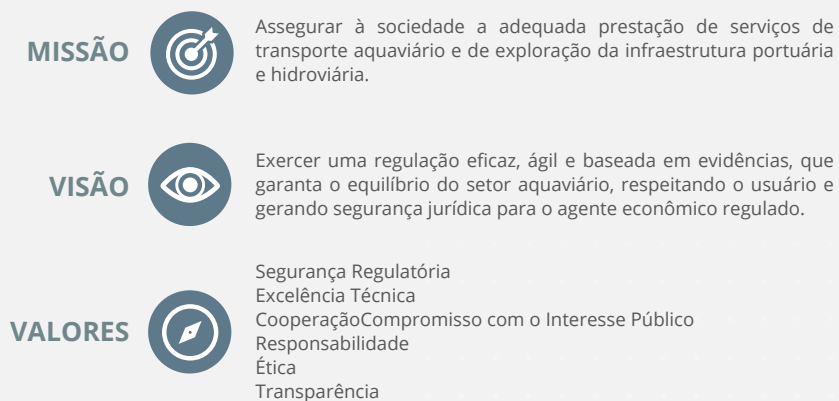 MISSÃO
Assegurar à sociedade a adequada prestação de serviços de
transporte aquaviário e de exploração da infraestrutura portuária
e hidroviária.
VISÃO
Exercer uma regulação eficaz, ágil e baseada em evidências, que
garanta o equilíbrio do setor aquaviário, respeitando o usuário e
gerando segurança jurídica para o agente econômico regulado.
VALORES
Segurança Regulatória
Excelência Técnica
CooperaçãoCompromisso com o Interesse Público
Responsabilidade
Ética
Transparência